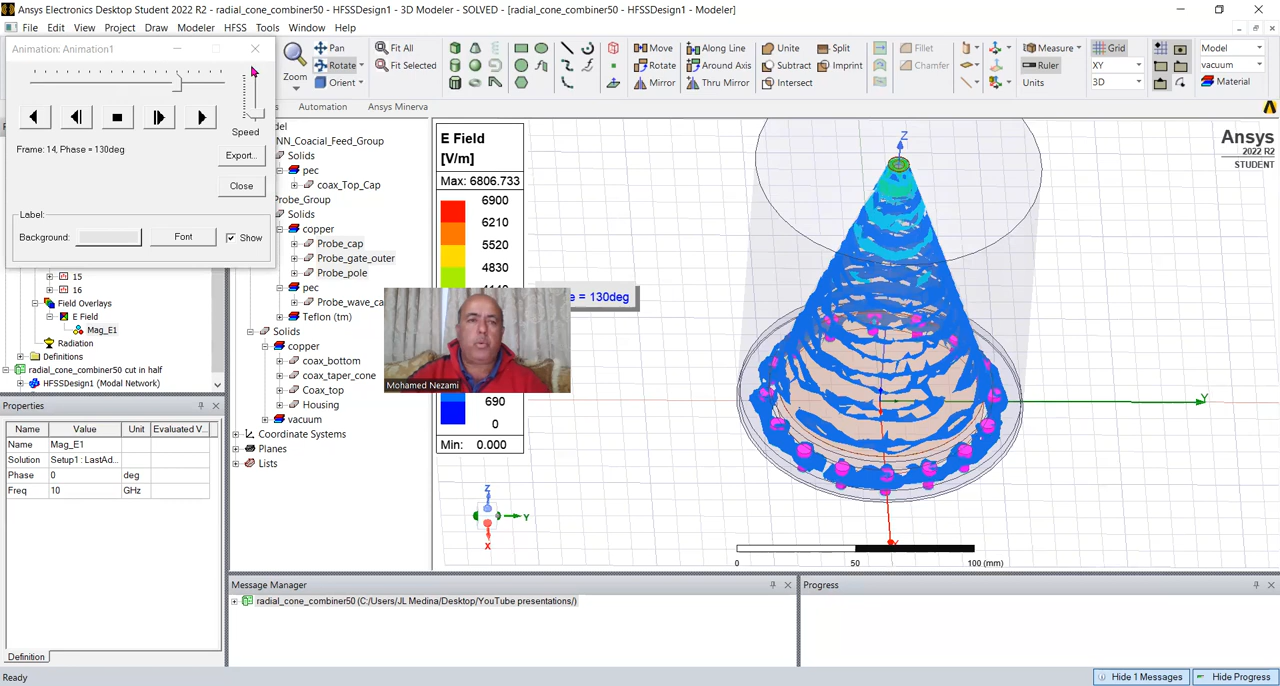 Ansys Electronics Desktop Student 2022 R2 - radial_cone_combiner50 - HFSSDesign1 - 3D Modeler - SOLVED - [radial_cone_combiner50 - HFSSDesign1 - Modeler]
File Edit View Project Draw Modeler HFSS Tools Window Help
Animation: Animation1
Speed
Frame: 14, Phase = 130deg
Export...
Close
Label:
Background: Font Show
Zoom
Pan
Rotate
Orient
Fit All
Fit Selected
Move Along Line
Rotate Around Axis
Mirror Thru Mirror
Unite Split
Subtract Imprint
Intersect
Fillet
Chamfer
Measure
Ruler
Units
Grid
XY
3D
Model
vacuum
Material
Automation Ansys Minerva
15
16
Field Overlays
E Field
Mag_E1
Radiation
Definitions
radial_cone_combiner50 cut in half
HFSSDesign1 (Modal Network)
NN_Coacial_Feed_Group
Solids
pec
coax_Top_Cap
Probe_Group
Solids
copper
Probe_cap
Probe_gate_outer
Probe_pole
pec
Probe_wave_ca
Teflon (tm)
Solids
copper
coax_bottom
coax_taper_cone
Coax_top
Housing
vacuum
Coordinate Systems
Planes
Lists
Properties
Name Value Unit Evaluated V...
Name Mag_E1
Solution Setup1 : LastAd...
Phase 0 deg
Freq 10 GHz
Definition
E Field
[V/m]
Max: 6806.733
6900
6210
5520
4830
690
0
Min: 0.000
= 130deg
Mohamed Nezami
Z
Y
X
Z
Y
0 50 100 (mm)
Ansys
2022 R2
STUDENT
Message Manager
radial_cone_combiner50 (C:/Users/JL Medina/Desktop/YouTube presentations/)
Progress
Ready
Hide 1 Messages Hide Progress